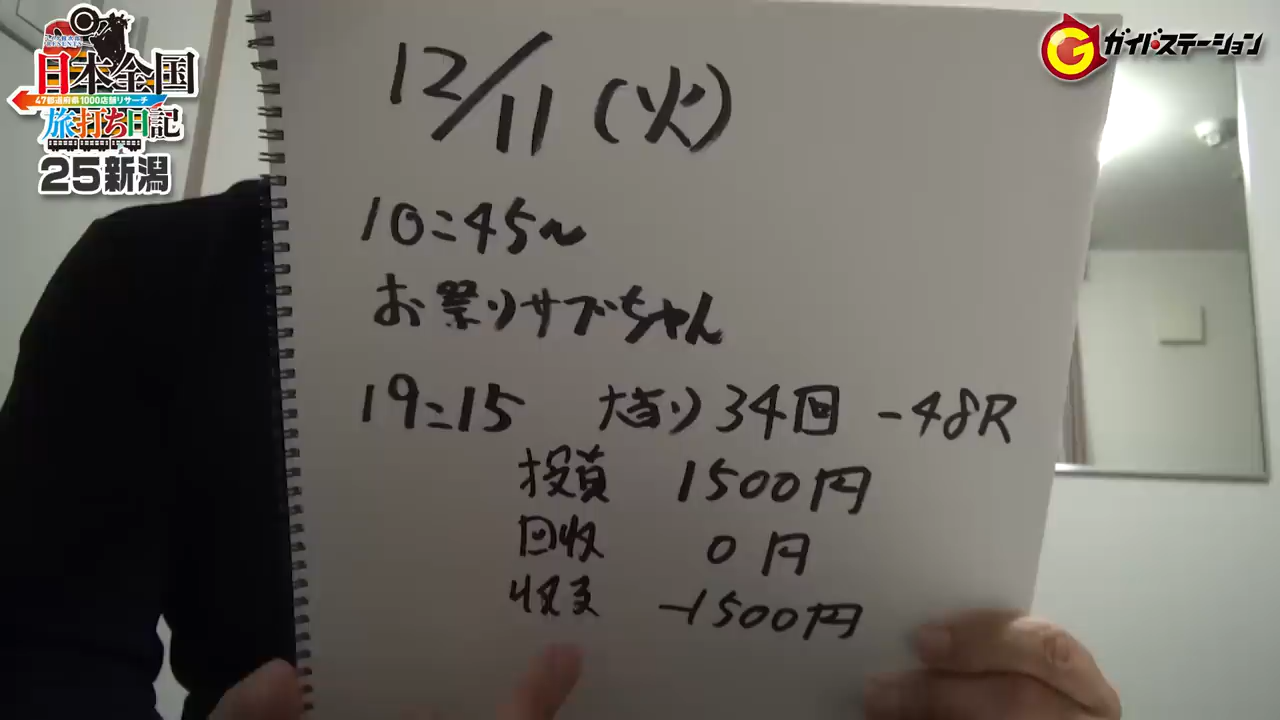 日本全国
47都道府県1000店舗リサーチ
旅打ち日記
25新潟
ガイドステーション
12/11(火)
10:45~
お祭りサブちゃん
19:15 大当り 34回 -48R
投資 1500円
回収 0円
収支 -1500円